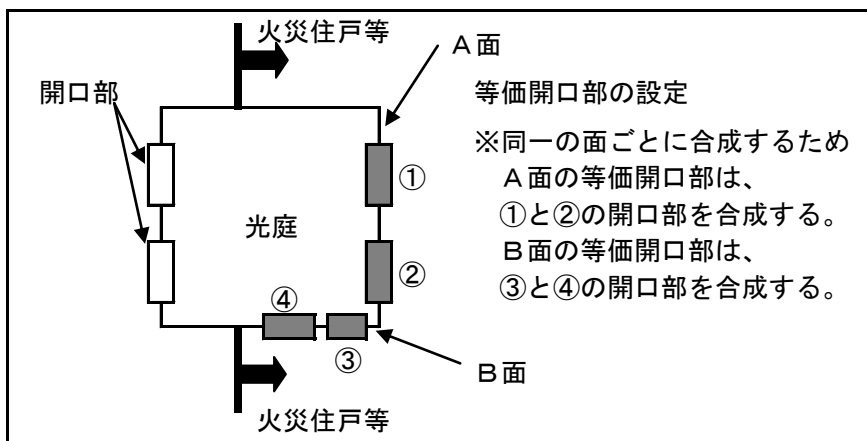 火災住戸等
A面
開口部
等価開口部の設定
※同一の面ごとに合成するため
A面の等価開口部は、
①と②の開口部を合成する。
B面の等価開口部は、
③と④の開口部を合成する。
①
光庭
②
④
③
B面
火災住戸等